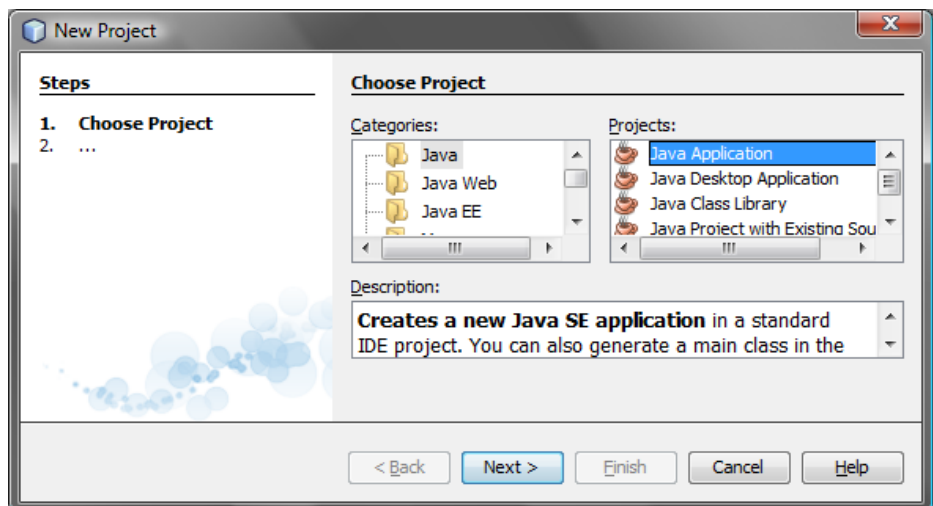 New Project
Steps
1. Choose Project
2. ...
Choose Project
Categories:
Java
Java Web
Java EE
Projects:
Java Application
Java Desktop Application
Java Class Library
Java Project with Existing Sou
Description:
Creates a new Java SE application in a standard
IDE project. You can also generate a main class in the
< Back
Next >
Finish
Cancel
Help